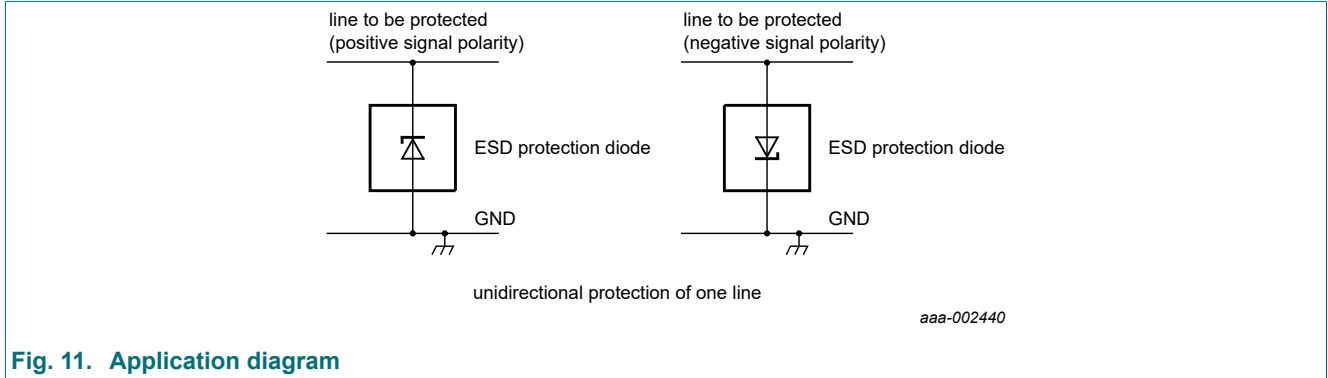 line to be protected
(positive signal polarity)
ESD protection diode
GND
line to be protected
(negative signal polarity)
ESD protection diode
GND
unidirectional protection of one line
aaa-002440
Fig. 11. Application diagram